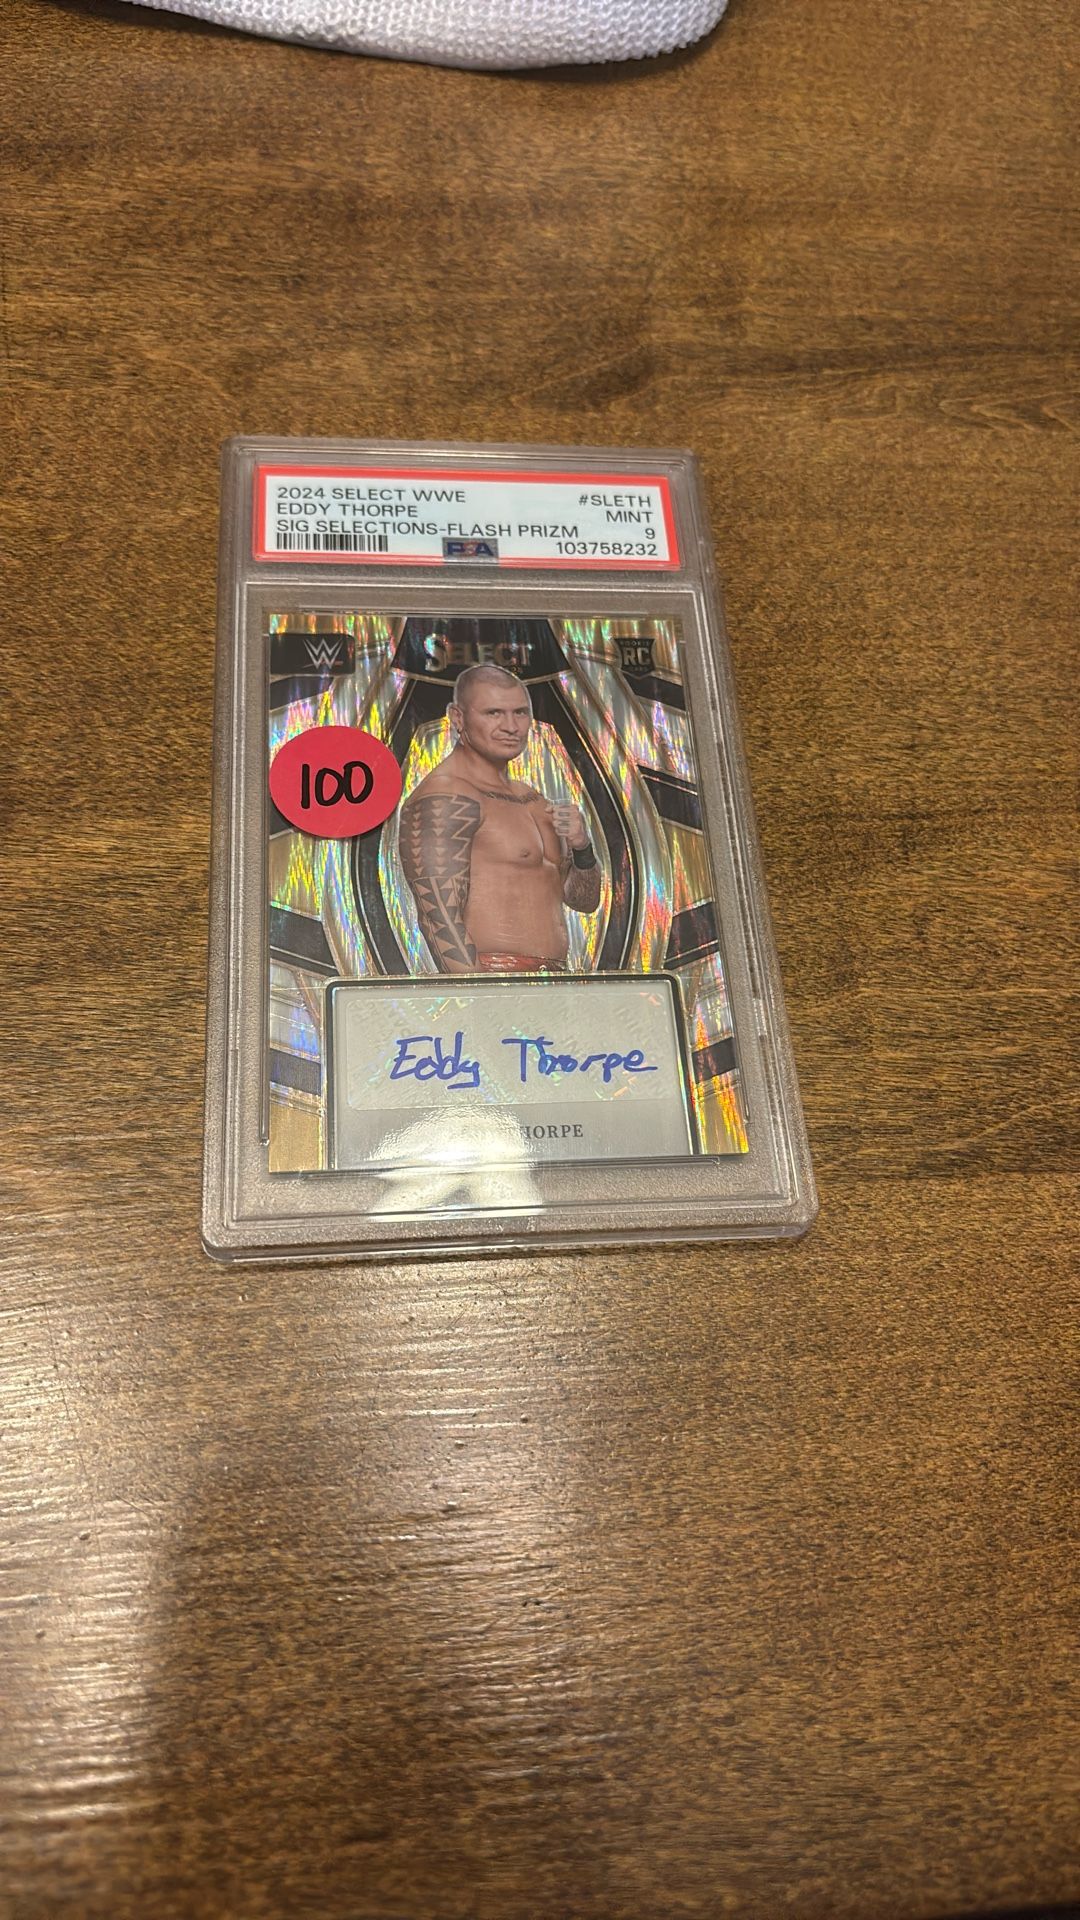 2024 SELECT WWE #SLETH
EDDY THORPE MINT
SIG SELECTIONS-FLASH PRIZM 9
PSA 103758232
W SELECT ROOKIE
RC
100
Eddy Thorpe